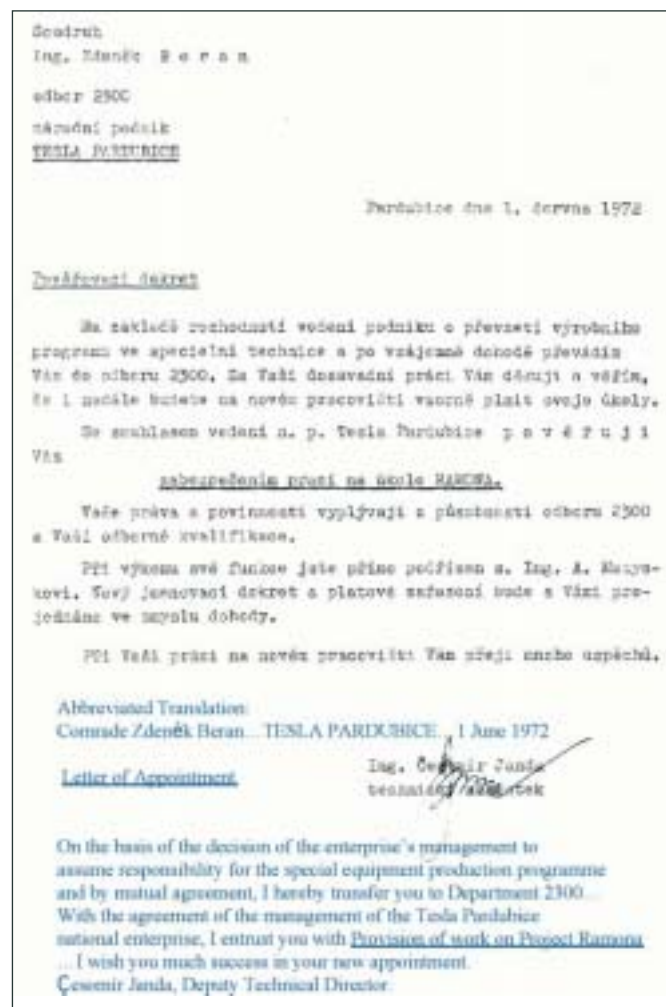 Soudruh
Ing. Zdeněk B e r a n
odbor 2300
národní podnik
TESLA PARDUBICE
Pardubice dne 1. června 1972
Pověřovací dekret
Na základě rozhodnutí vedení podniku o převzetí výrobního
programu ve specielní technice a po vzájemné dohodě převádím
Vás do odboru 2300. Za Vaši dosavadní práci Vám děkuji a věřím,
že i nadále budete na novém pracovišti vzorně plnit svoje úkoly.
Se souhlasem vedení n. p. Tesla Pardubice p o v ě ř u j i
Vás
zabezpečením prací na úkole RAMONA.
Vaše práva a povinnosti vyplývají z působnosti odboru 2300
a Vaší odborné kvalifikace.
Při výkonu své funkce jste přímo podřízen s. Ing. A.
kovi. Nový jmenovací dekret a platové zařazení bude s Vámi pro-
jednáno ve smyslu dohody.
Při Vaší práci na novém pracovišti Vám přeji mnoho úspěchů.
Abbreviated Translation:
Comrade Zdeněk Beran... TESLA PARDUBICE... 1 June 1972
Ing. Čestmír Janda
technický náměstek
Letter of Appointment
On the basis of the decision of the enterprise's management to
assume responsibility for the special equipment production programme
and by mutual agreement, I hereby transfer you to Department 2300...
With the agreement of the management of the Tesla Pardubice
national enterprise, I entrust you with Provision of work on Project Ramona
... I wish you much success in your new appointment.
Çesomir Janda, Deputy Technical Director